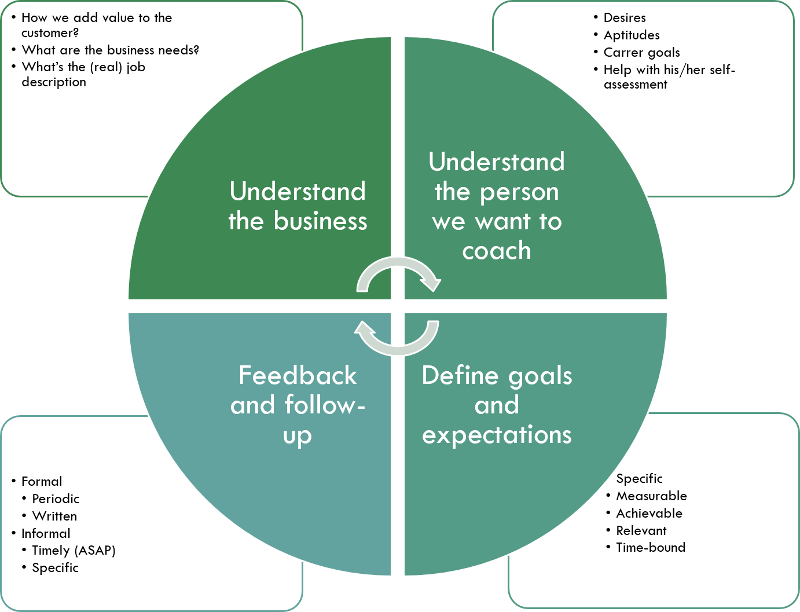 • How we add value to the
customer?
• What are the business needs?
• What's the (real) job
description
• Desires
• Aptitudes
• Carrer goals
• Help with his/her self-
assessment
Understand
the business
Understand
the person
we want to
coach
Feedback
and follow-
up
Define goals
and
expectations
• Formal
• Periodic
• Written
• Informal
• Timely (ASAP)
• Specific
Specific
• Measurable
• Achievable
• Relevant
• Time-bound